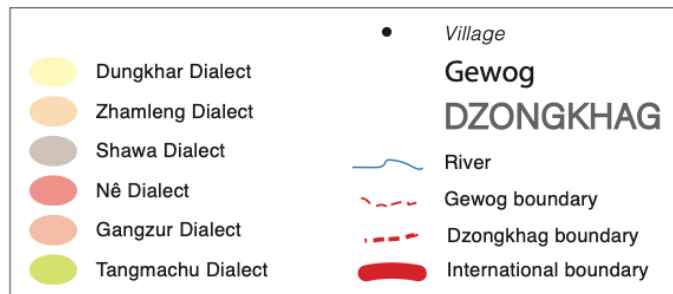 Dungkhar Dialect
Zhamleng Dialect
Shawa Dialect
Nê Dialect
Gangzur Dialect
Tangmachu Dialect
Village
Gewog
DZONGKHAG
River
Gewog boundary
Dzongkhag boundary
International boundary